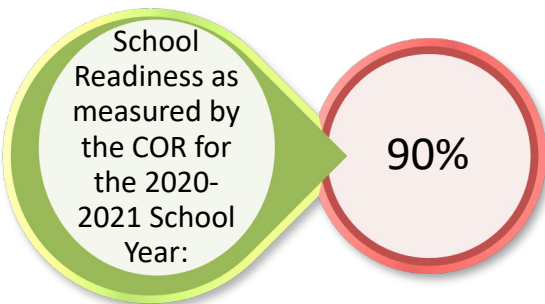 School
Readiness as
measured by
the COR for
the 2020-
2021 School
Year:
90%